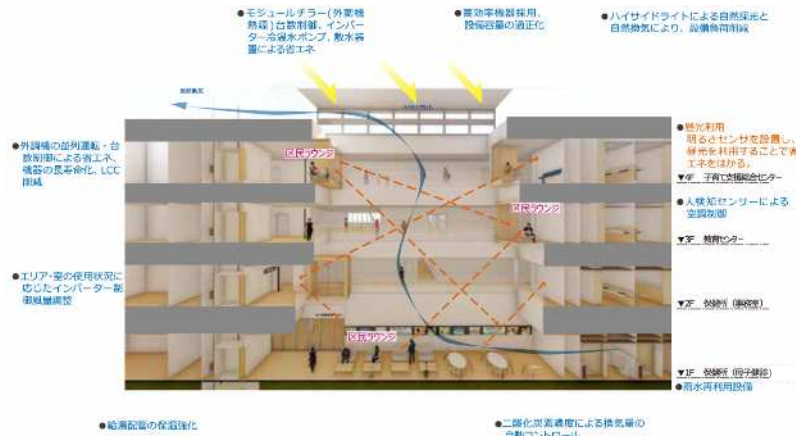 ●モジュールチラー(外調機
熱源)台数制御、インバー
ター冷温水ポンプ、散水装
置による省エネ
●高効率機器採用、
設備容量の適正化
●ハイサイドライトによる自然採光と
自然換気により、設備負荷削減
●外調機の並列運転・台
数制御による省エネ、
機器の長寿命化、LCC
削減
●昼光利用
明るさセンサを設置し、
昼光を利用することで省
エネをはかる。
区民ラウンジ
▼4F 子育て支援総合センター
●人検知センサーによる
空調制御
区民ラウンジ
▼3F 教育センター
●エリア・室の使用状況に
応じたインバーター制
御風量調整
▼2F 保健所（事務室）
区民ラウンジ
▼1F 保健所（母子健診）
●雨水再利用設備
●給湯配管の保温強化
●二酸化炭素濃度による換気量の
自動コントロール